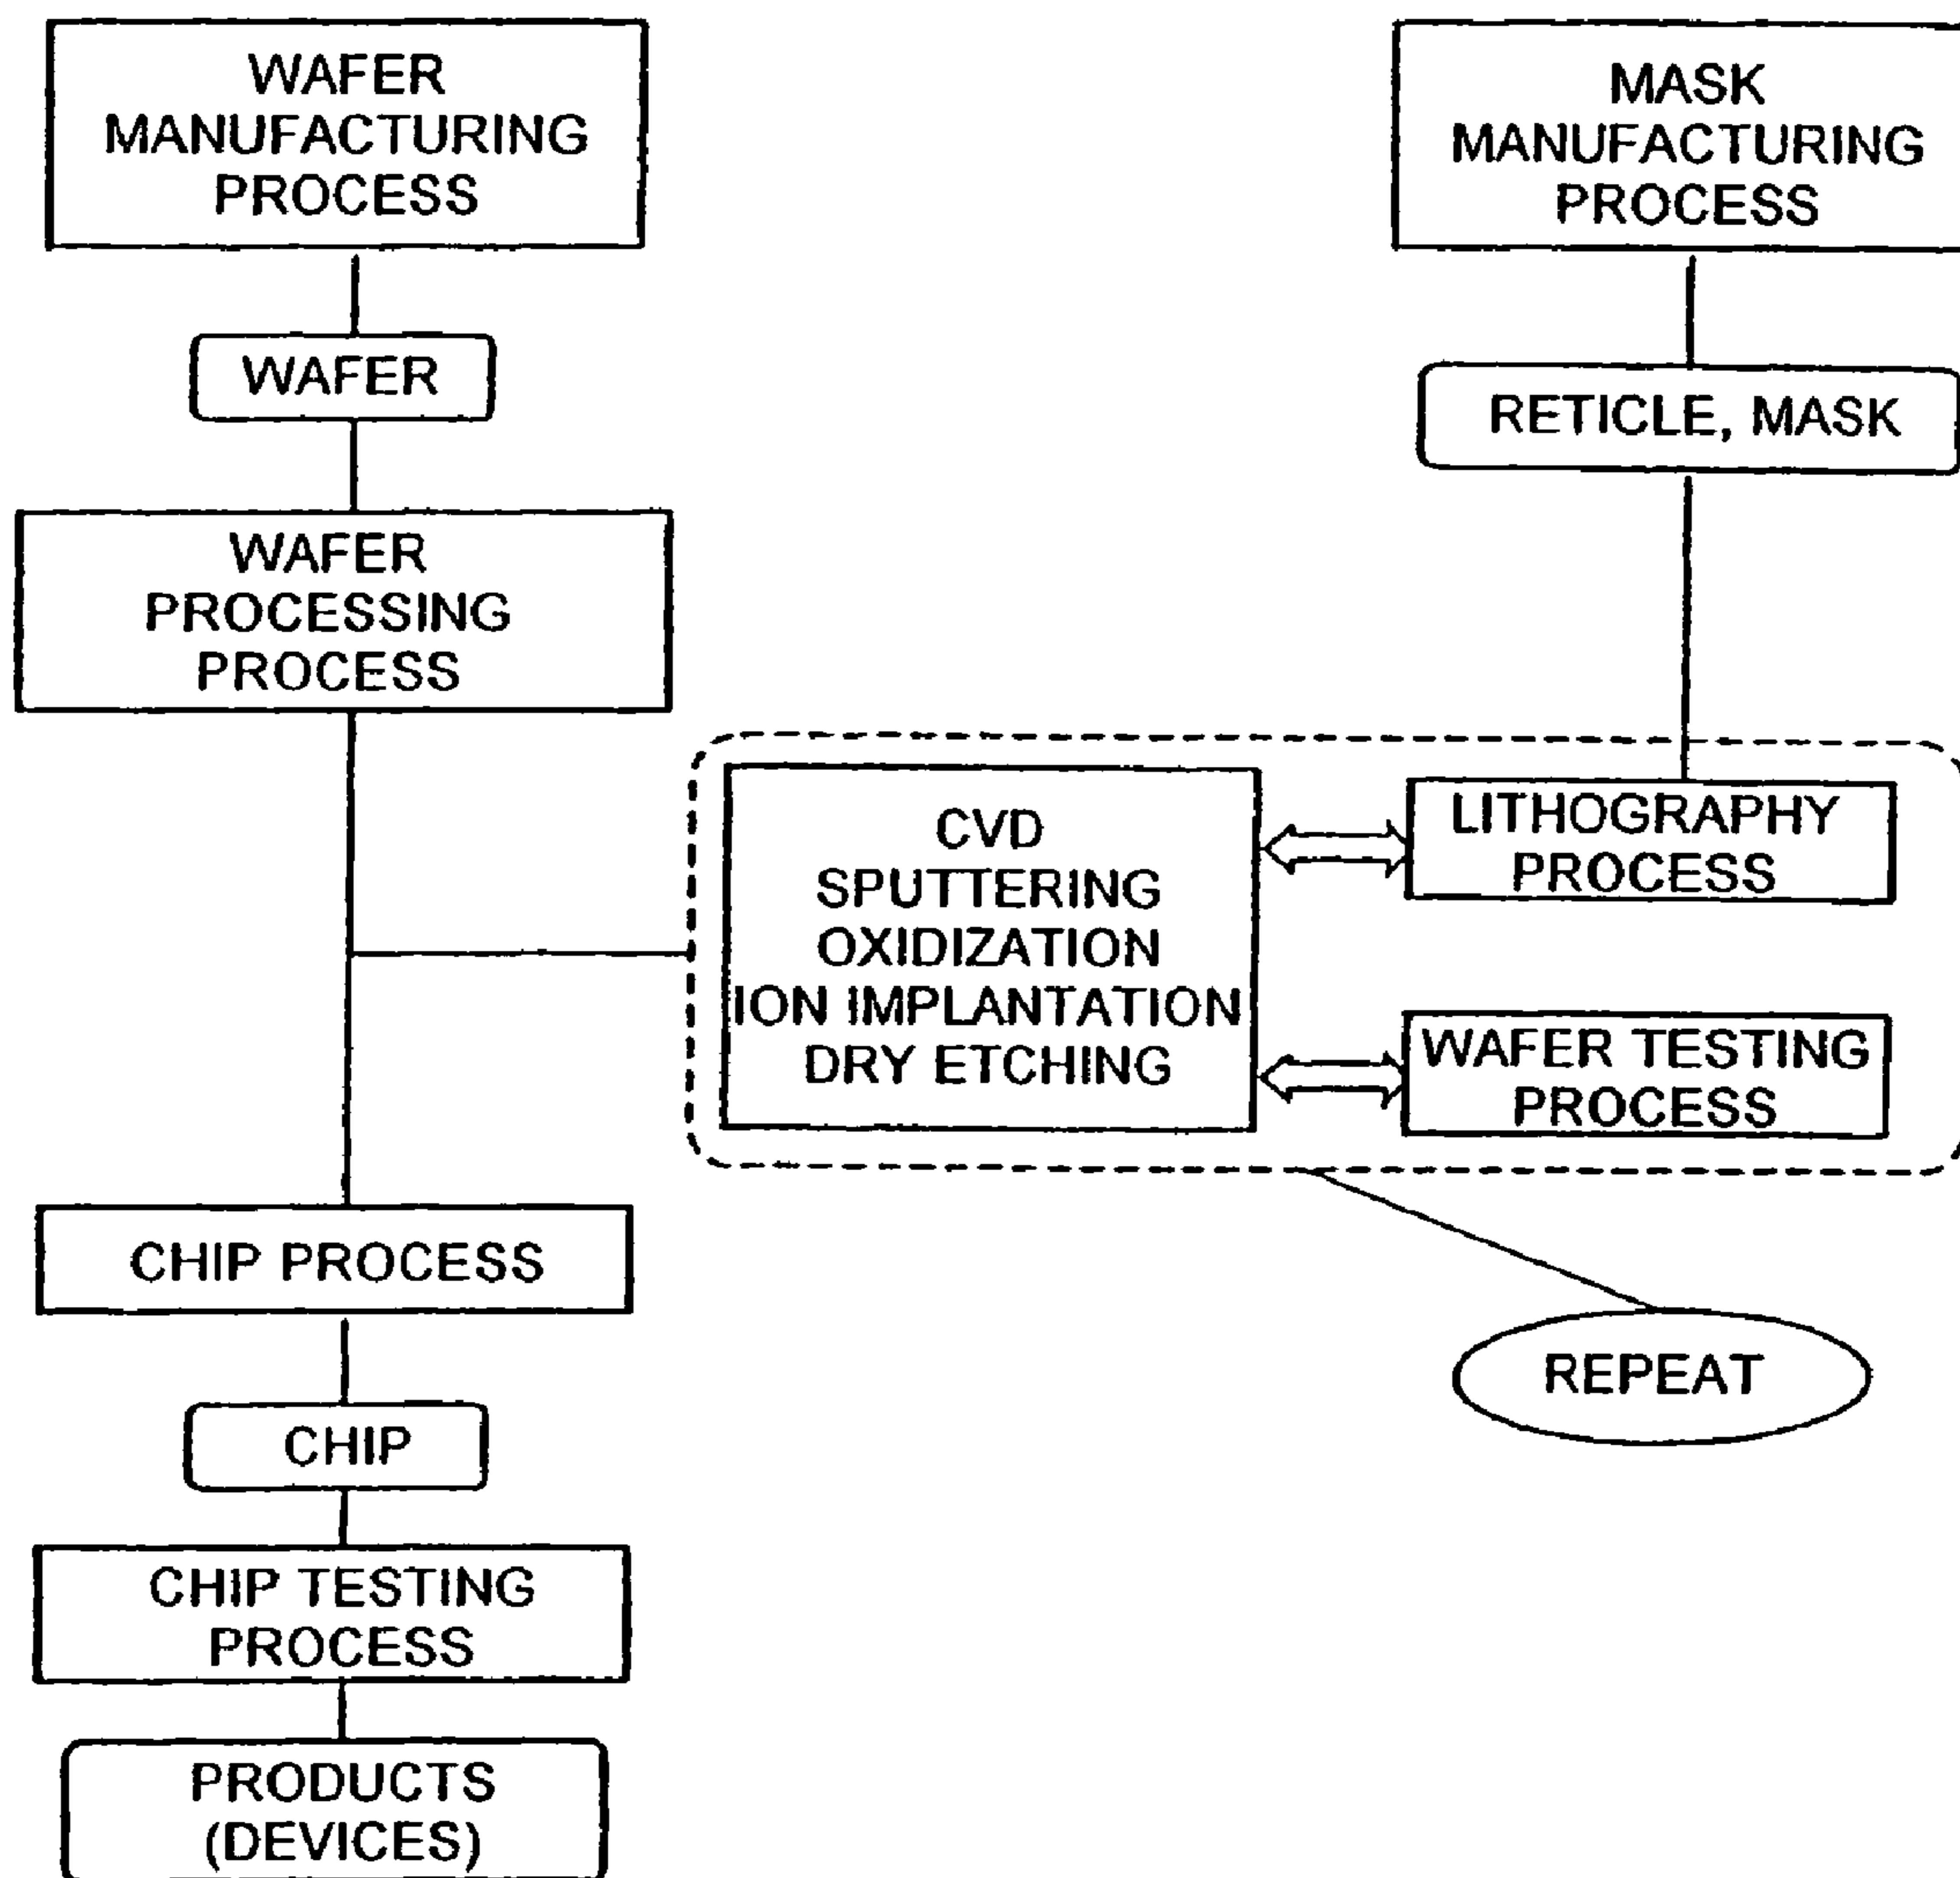 WAFER
MANUFACTURING
PROCESS
WAFER
WAFER
PROCESSING
PROCESS
CHIP PROCESS
CHIP
CHIP TESTING
PROCESS
PRODUCTS
(DEVICES)
MASK
MANUFACTURING
PROCESS
RETICLE, MASK
CVD
SPUTTERING
OXIDIZATION
ION IMPLANTATION
DRY ETCHING
LITHOGRAPHY
PROCESS
WAFER TESTING
PROCESS
REPEAT